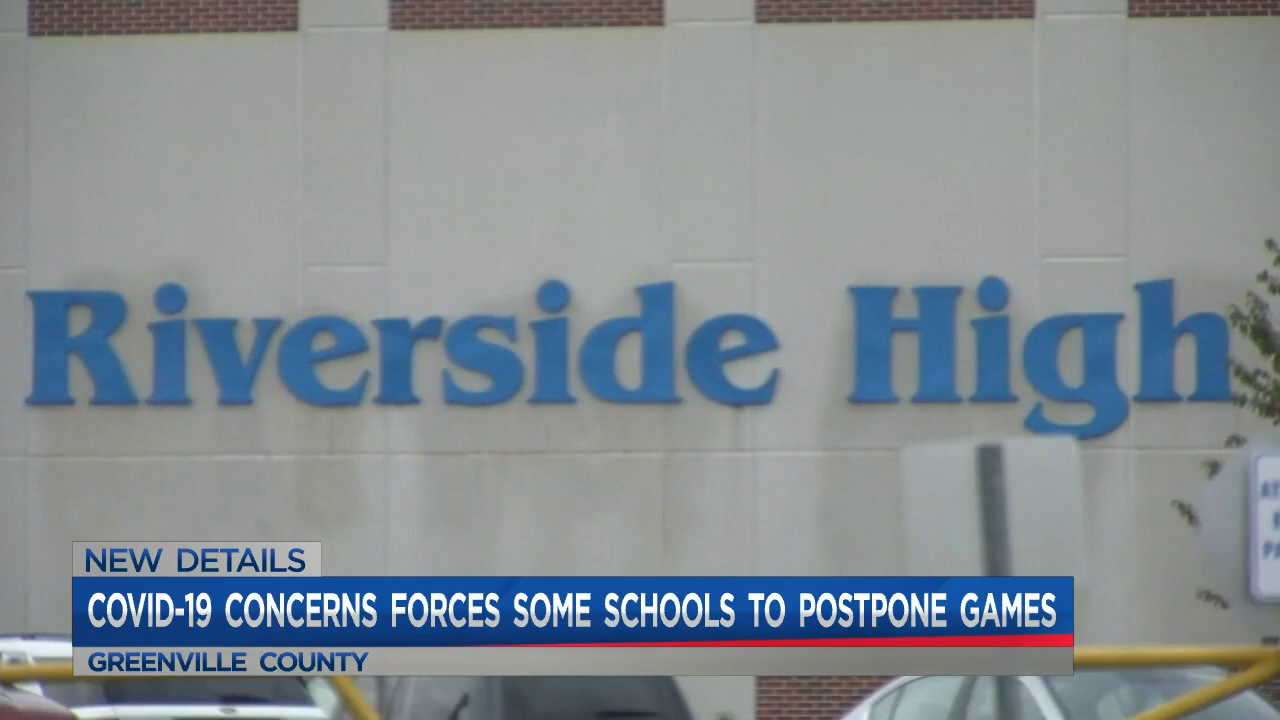 Riverside High
NEW DETAILS
COVID-19 CONCERNS FORCES SOME SCHOOLS TO POSTPONE GAMES
GREENVILLE COUNTY